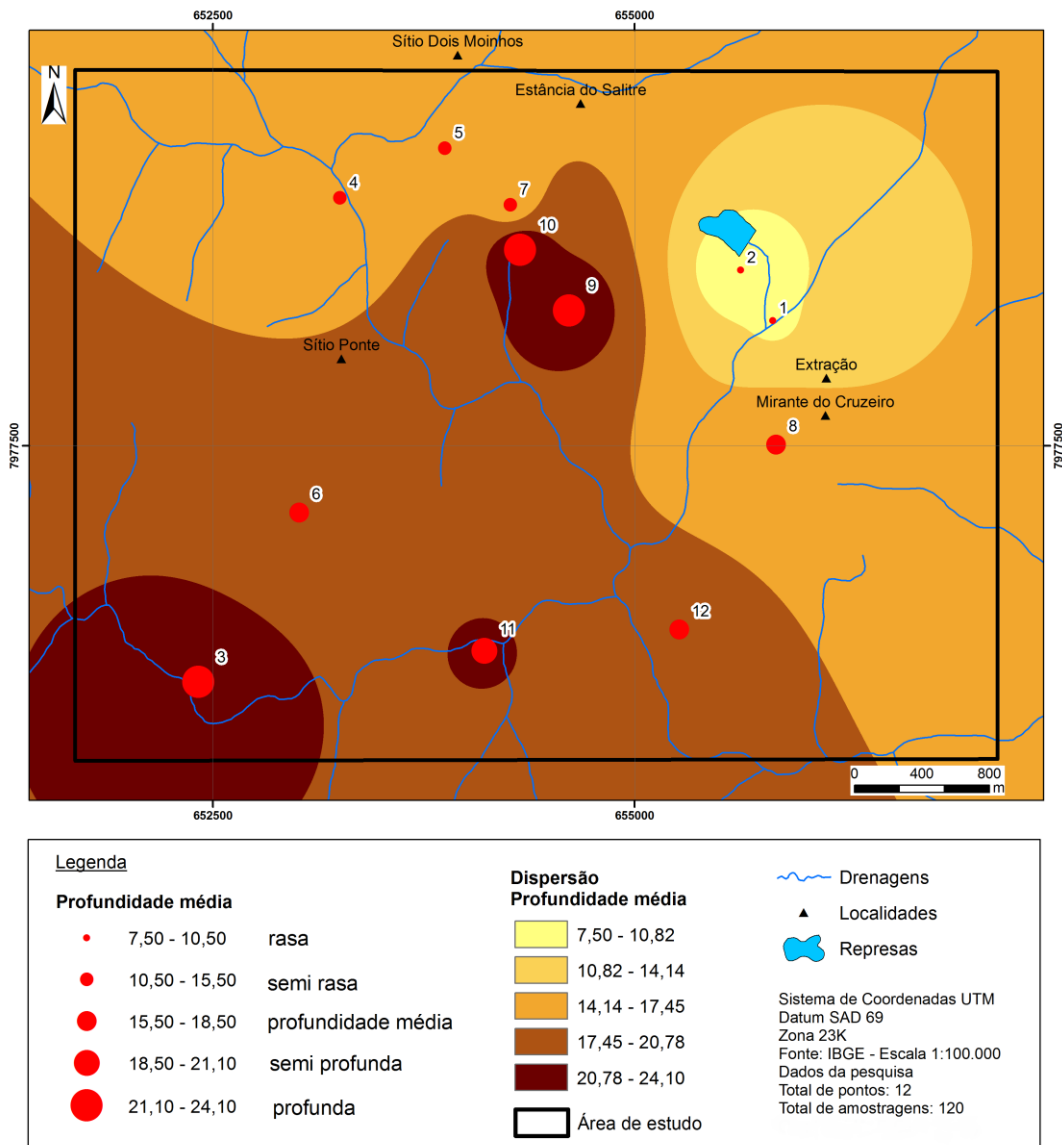 652500
655000
Sítio Dois Moinhos
N
Estância do Salitre
5
4
7
10
2
9
1
Sítio Ponte
Extração
Mirante do Cruzeiro
7977500
8
7977500
6
12
11
3
0 400 800
m
652500
655000
Legenda
Profundidade média
7,50 - 10,50 rasa
10,50 - 15,50 semi rasa
15,50 - 18,50 profundidade média
18,50 - 21,10 semi profunda
21,10 - 24,10 profunda
Dispersão
Profundidade média
7,50 - 10,82
10,82 - 14,14
14,14 - 17,45
17,45 - 20,78
20,78 - 24,10
Área de estudo
Drenagens
Localidades
Represas
Sistema de Coordenadas UTM
Datum SAD 69
Zona 23K
Fonte: IBGE - Escala 1:100.000
Dados da pesquisa
Total de pontos: 12
Total de amostragens: 120